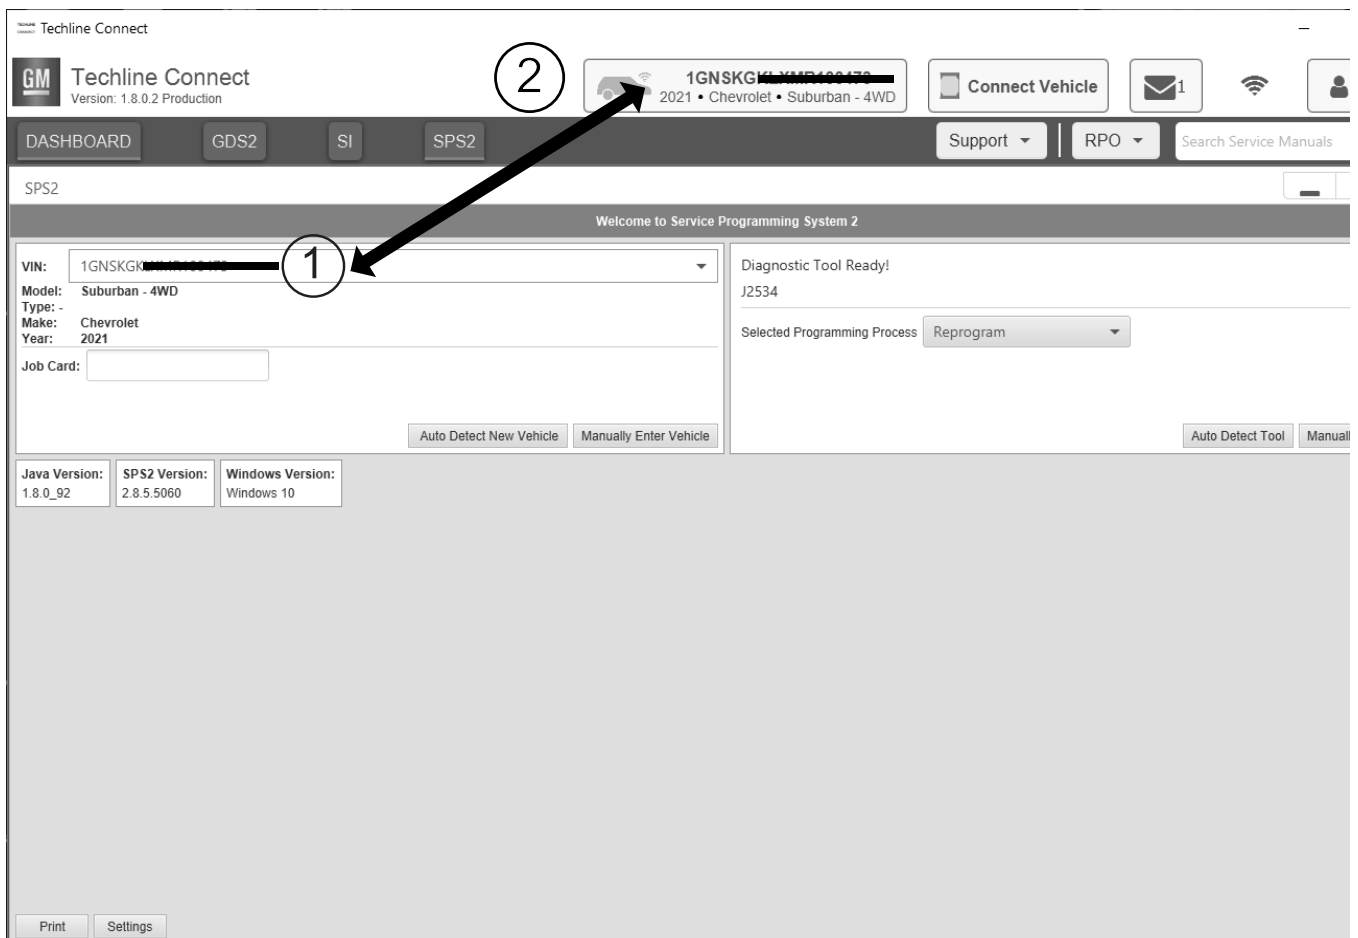 Techline Connect
GM
Techline Connect
Version: 1.8.0.2 Production
2
1GNSKG
2021 • Chevrolet • Suburban - 4WD
Connect Vehicle
1
DASHBOARD
GDS2
SI
SPS2
Support
RPO
Search Service Manuals
SPS2
Welcome to Service Programming System 2
VIN:
1GNSKGK
1
Model: Suburban - 4WD
Type: -
Make: Chevrolet
Year: 2021
Job Card:
Auto Detect New Vehicle
Manually Enter Vehicle
Diagnostic Tool Ready!
J2534
Selected Programming Process
Reprogram
Auto Detect Tool
Manuall
Java Version:
1.8.0_92
SPS2 Version:
2.8.5.5060
Windows Version:
Windows 10
Print
Settings